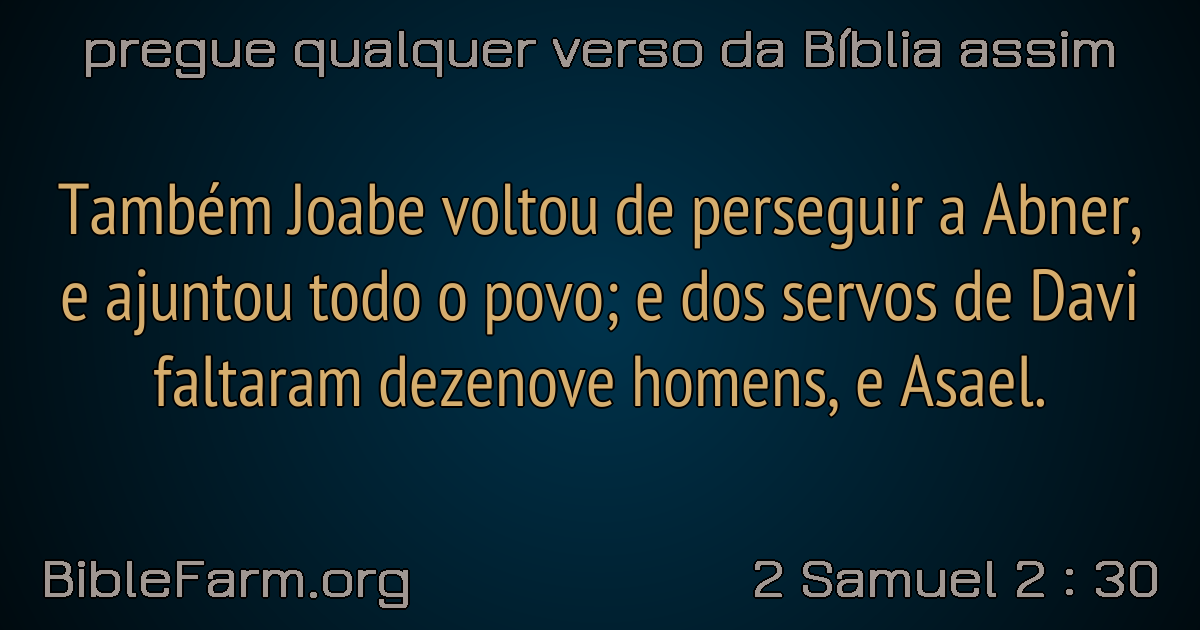 pregue qualquer verso da Bíblia assim
Também Joabe voltou de perseguir a Abner,
e ajuntou todo o povo; e dos servos de Davi
faltaram dezenove homens, e Asael.
BibleFarm.org
2 Samuel 2 : 30